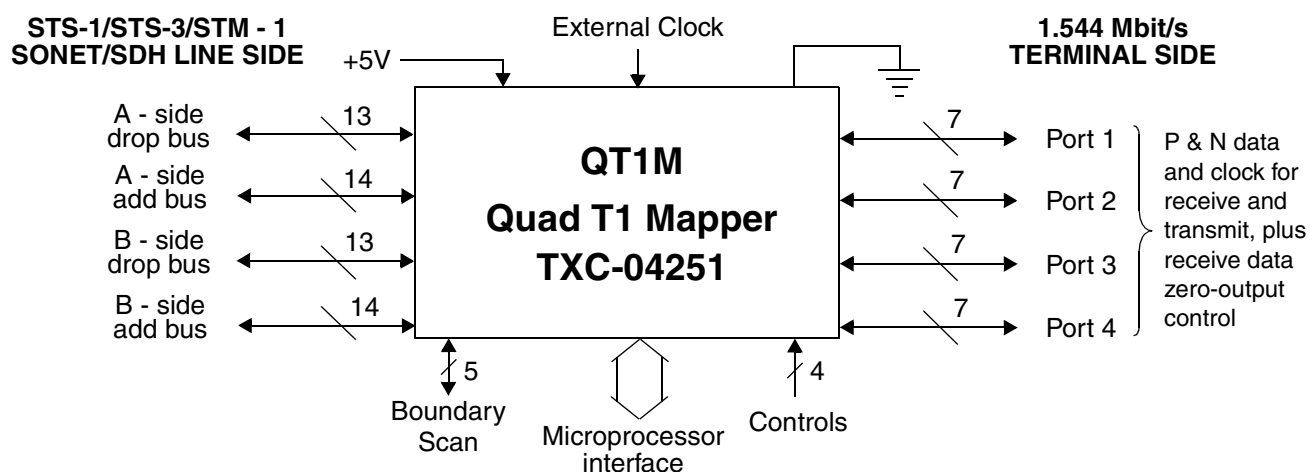 STS-1/STS-3/STM - 1
SONET/SDH LINE SIDE
+5V
External Clock
1.544 Mbit/s
TERMINAL SIDE
A - side
drop bus
13
A - side
add bus
14
B - side
drop bus
13
B - side
add bus
14
QT1M
Quad T1 Mapper
TXC-04251
7
Port 1
7
Port 2
7
Port 3
7
Port 4
P & N data
and clock for
receive and
transmit, plus
receive data
zero-output
control
5
Boundary
Scan
Microprocessor
interface
4
Controls